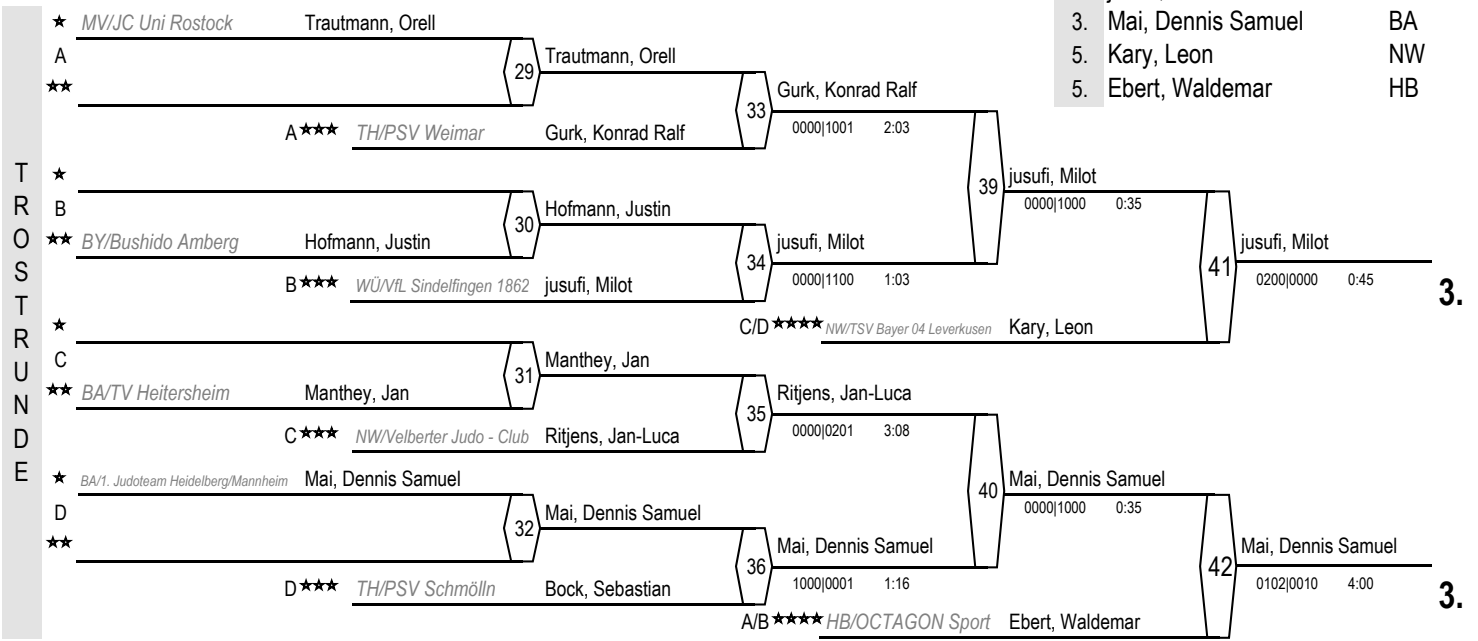 3. Mai, Dennis Samuel BA
5. Kary, Leon NW
5. Ebert, Waldemar HB
TROSTRUNDE
★ MV/JC Uni Rostock Trautmann, Orell
A
★★
29
Trautmann, Orell
A ★★★ TH/PSV Weimar Gurk, Konrad Ralf
33
Gurk, Konrad Ralf
0000|1001 2:03
★
B
★★ BY/Bushido Amberg Hofmann, Justin
30
Hofmann, Justin
B ★★★ WÜ/VfL Sindelfingen 1862 jusufi, Milot
34
jusufi, Milot
0000|1100 1:03
39
jusufi, Milot
0000|1000 0:35
C/D ★★★★ NW/TSV Bayer 04 Leverkusen Kary, Leon
41
jusufi, Milot
0200|0000 0:45
3.
★
C
★★ BA/TV Heitersheim Manthey, Jan
31
Manthey, Jan
C ★★★ NW/Velberter Judo - Club Ritjens, Jan-Luca
35
Ritjens, Jan-Luca
0000|0201 3:08
★ BA/1. Judoteam Heidelberg/Mannheim Mai, Dennis Samuel
D
★★
32
Mai, Dennis Samuel
D ★★★ TH/PSV Schmölln Bock, Sebastian
36
Mai, Dennis Samuel
1000|0001 1:16
40
Mai, Dennis Samuel
0000|1000 0:35
A/B ★★★★ HB/OCTAGON Sport Ebert, Waldemar
42
Mai, Dennis Samuel
0102|0010 4:00
3.